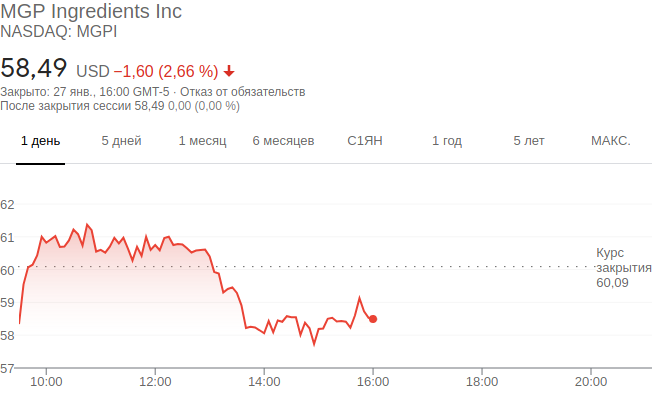 MGP Ingredients Inc
NASDAQ: MGPI
58,49 USD −1,60 (2,66 %)
Закрыто: 27 янв., 16:00 GMT-5 · Отказ от обязательств
После закрытия сессии 58,49 0,00 (0,00 %)
1 день 5 дней 1 месяц 6 месяцев С1ЯН 1 год 5 лет МАКС.
62
61
60
59
58
57
Курс
закрытия
60,09
10:00 12:00 14:00 16:00 18:00 20:00